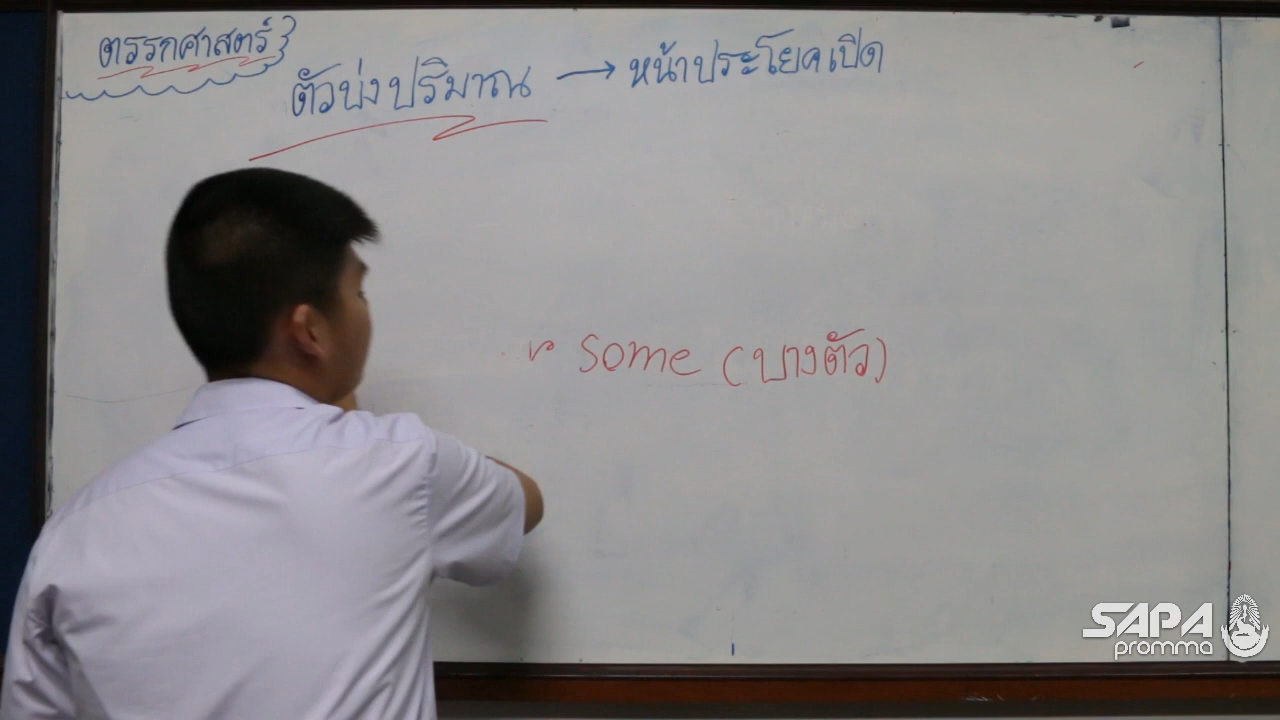 ตรรกศาสตร์
ตัวบ่งปริมาณ → หน้าประโยคเปิด
some (บางตัว)
SAPA
promma